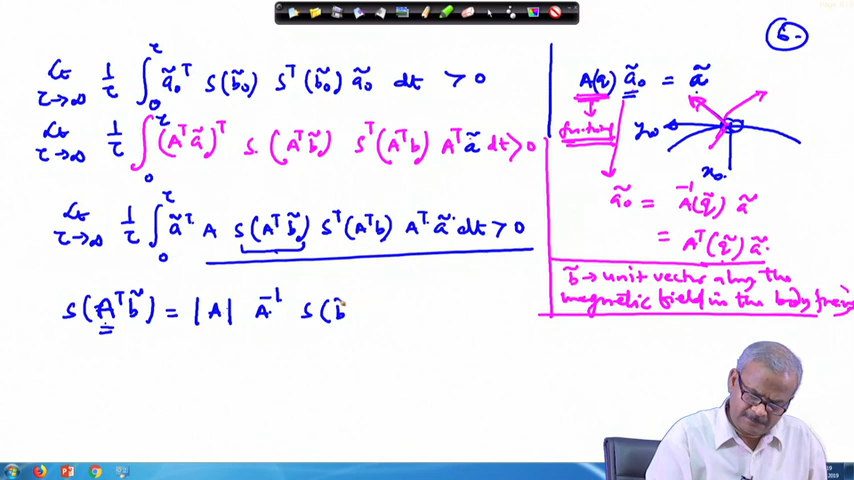 6.
Lt τ→∞ 1/τ ∫₀^τ ã₀ᵀ S(b̃₀) Sᵀ(b̃₀) ã₀ dt > 0
Lt τ→∞ 1/τ ∫₀^τ (Aᵀã)ᵀ S(Aᵀb̃) Sᵀ(Aᵀb) Aᵀã dt > 0
Lt τ→∞ 1/τ ∫₀^τ ãᵀ A S(Aᵀb̃) Sᵀ(Aᵀb) Aᵀã dt > 0
S(Aᵀb̃) = |A| A⁻¹ S(b̃
A(q) ã₀ = ã
y₀
x₀
ã₀ = A⁻¹(q̃) ã
= Aᵀ(q̃) ã.
b̃ → unit vector along the
magnetic field in the body
2019